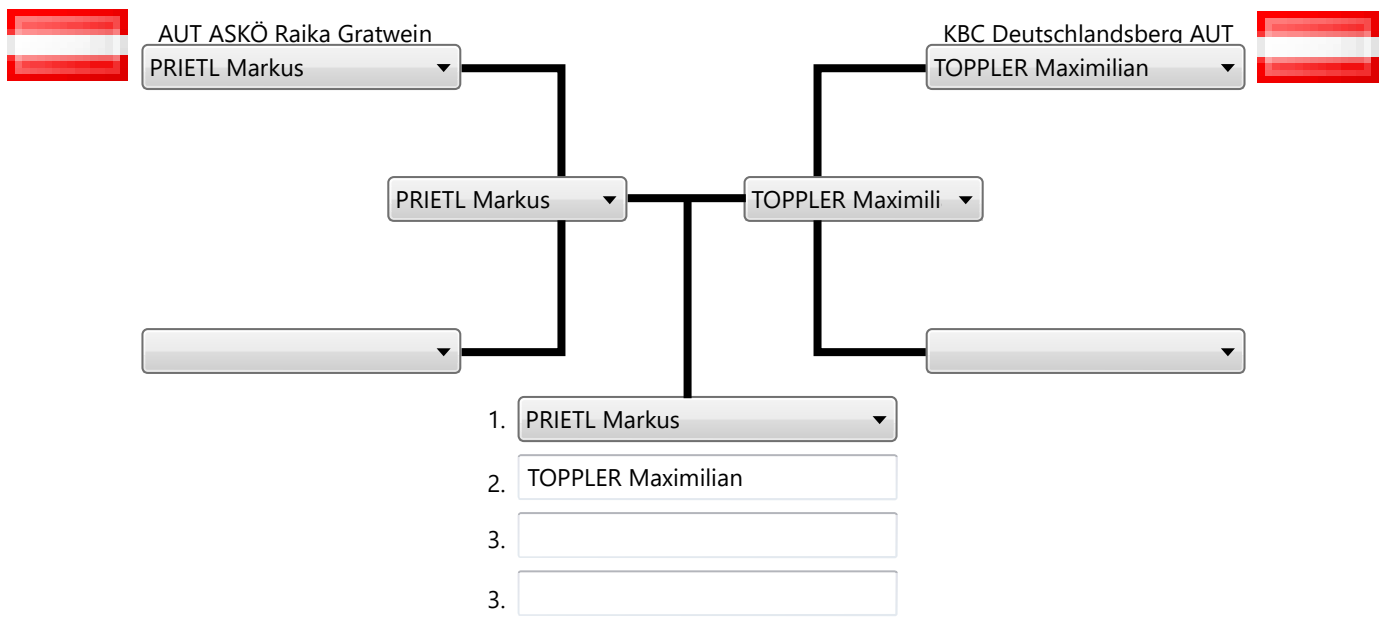 AUT ASKÖ Raika Gratwein
KBC Deutschlandsberg AUT
PRIETL Markus
TOPPLER Maximilian
PRIETL Markus
TOPPLER Maximili
1. PRIETL Markus
2. TOPPLER Maximilian
3.
3.